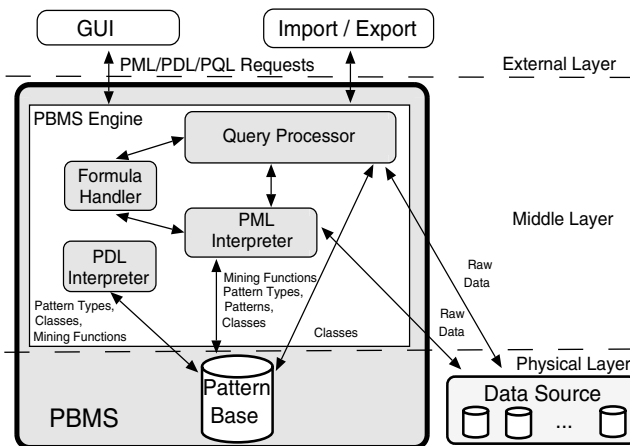 GUI
Import / Export
PML/PDL/PQL Requests
External Layer
PBMS Engine
Query Processor
Formula
Handler
PML
Interpreter
Middle Layer
PDL
Interpreter
Mining Functions
Pattern Types,
Patterns,
Classes
Raw
Data
Pattern Types,
Classes,
Mining Functions
Classes
Raw
Data
Physical Layer
Pattern
Base
PBMS
Data Source
...